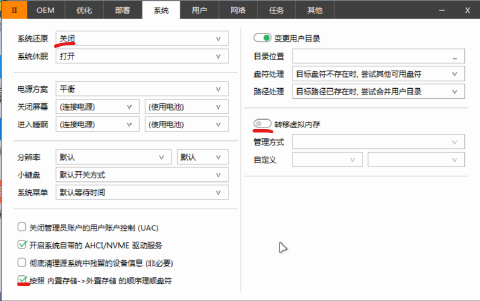 II OEM 优化 部署 系统 用户 网络 任务 其他 — X
系统还原 关闭
系统休眠 打开
电源方案 平衡
关闭屏幕 (连接电源) (使用电池)
进入睡眠 (连接电源) (使用电池)
分辨率 默认 默认
小键盘 默认开关方式
系统菜单 默认等待时间
关闭管理员账户的用户账户控制 (UAC)
开启系统自带的 AHCI/NVME 驱动服务
彻底清理源系统中残留的设备信息 (非必要)
按照 内置存储->外置存储 的顺序理顺盘符
变更用户目录
目录位置 ...
盘符处理 目标盘符不存在时, 尝试其他可用盘符
路径处理 目标路径已存在时, 尝试合并用户目录
转移虚拟内存
管理方式
自定义